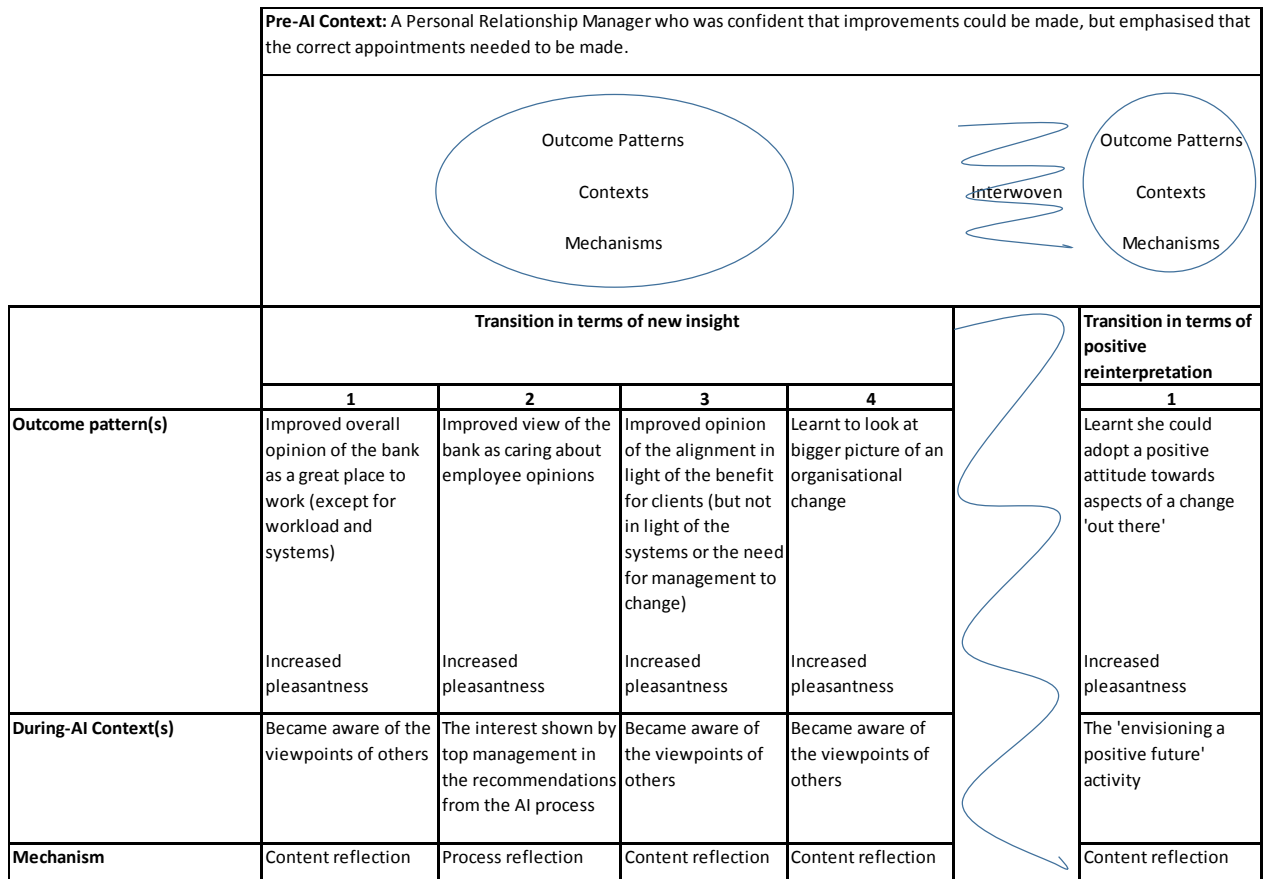 Pre-AI Context: A Personal Relationship Manager who was confident that improvements could be made, but emphasised that
the correct appointments needed to be made.
Outcome Patterns
Contexts
Mechanisms
Interwoven
Outcome Patterns
Contexts
Mechanisms
Transition in terms of new insight
Transition in terms of
positive
reinterpretation
1
2
3
4
1
Outcome pattern(s)
Improved overall
opinion of the bank
as a great place to
work (except for
workload and
systems)
Increased
pleasantness
Improved view of the
bank as caring about
employee opinions
Increased
pleasantness
Improved opinion
of the alignment in
light of the benefit
for clients (but not
in light of the
systems or the need
for management to
change)
Increased
pleasantness
Learnt to look at
bigger picture of an
organisational
change
Increased
pleasantness
Learnt she could
adopt a positive
attitude towards
aspects of a change
'out there'
Increased
pleasantness
During-AI Context(s)
Became aware of the
viewpoints of others
The interest shown by
top management in
the recommendations
from the AI process
Became aware of
the viewpoints of
others
Became aware of
the viewpoints of
others
The 'envisioning a
positive future'
activity
Mechanism
Content reflection
Process reflection
Content reflection
Content reflection
Content reflection